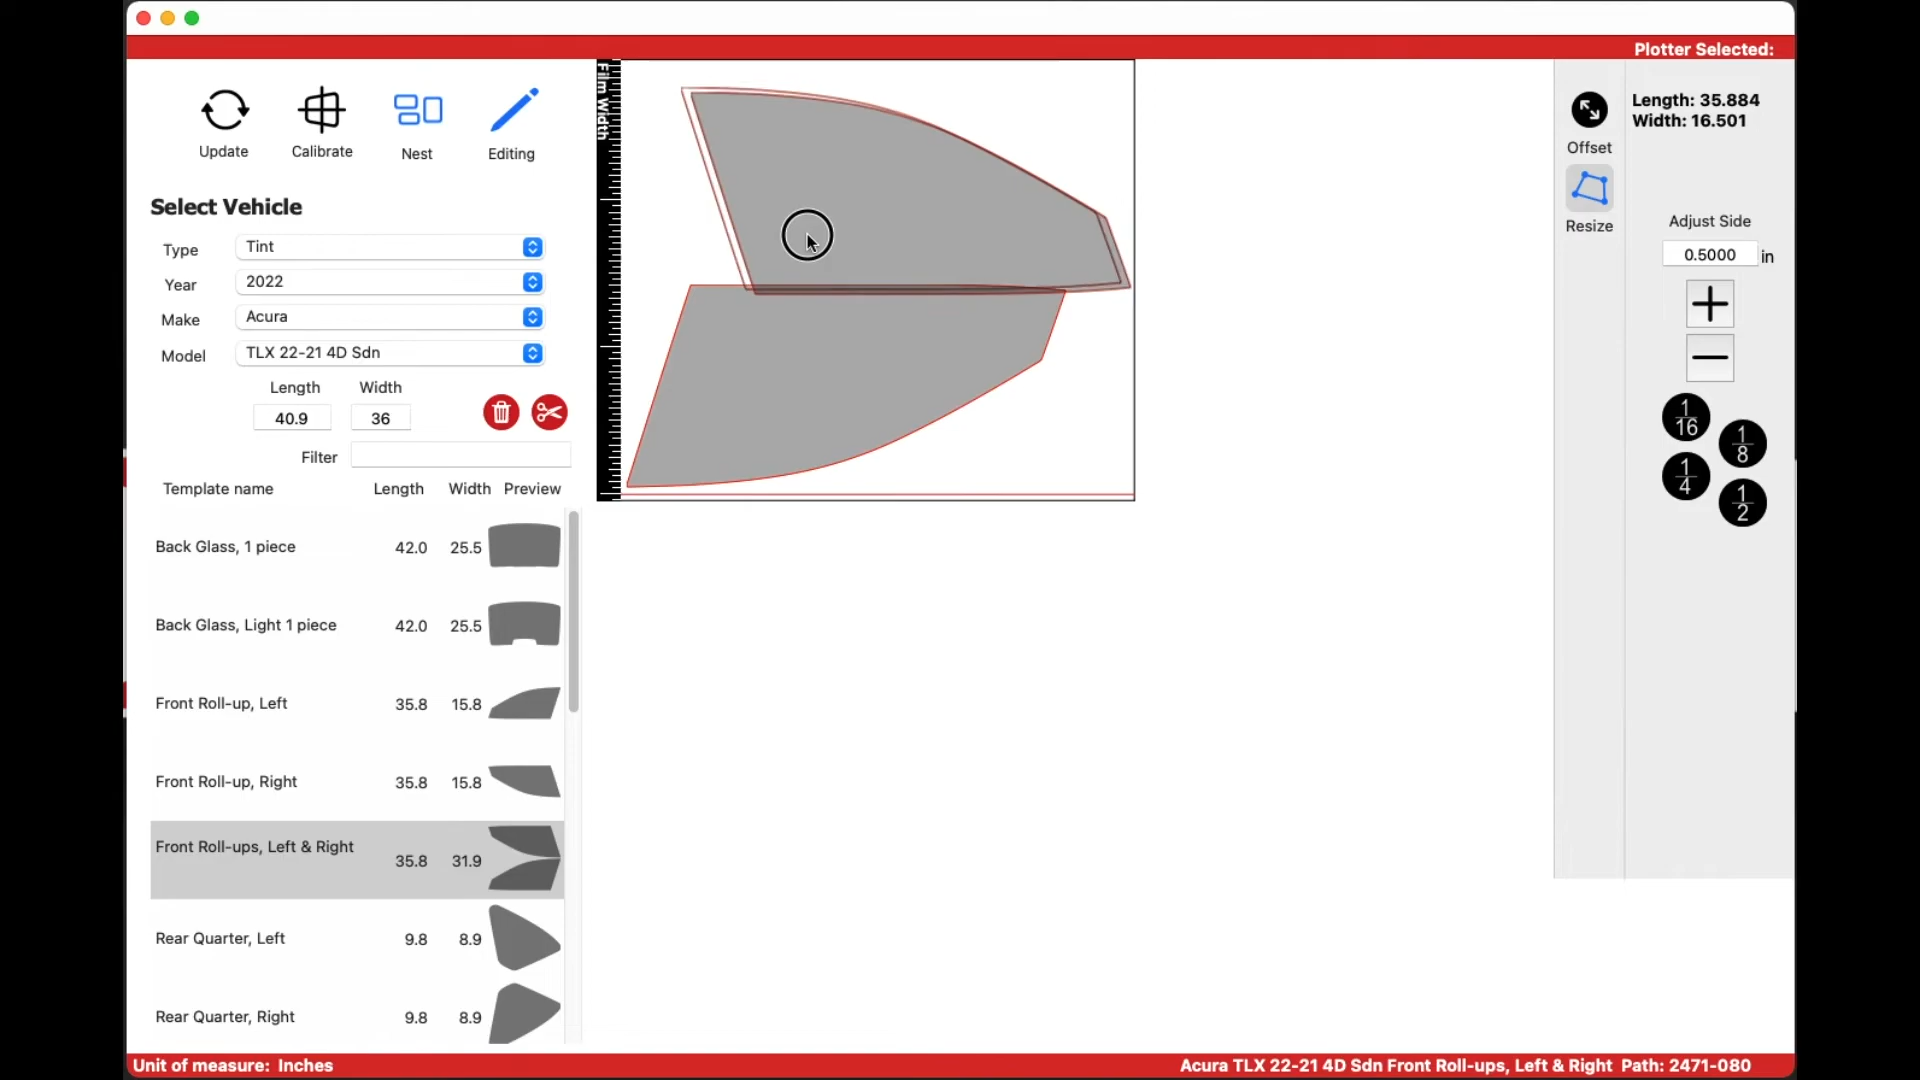 Plotter Selected:
Update
Calibrate
Nest
Editing
Film Width
Length: 35.884
Width: 16.501
Offset
Resize
Adjust Side
0.5000 in
1/16
1/8
1/4
1/2
Select Vehicle
Type Tint
Year 2022
Make Acura
Model TLX 22-21 4D Sdn
Length Width
40.9 36
Filter
Template name Length Width Preview
Back Glass, 1 piece 42.0 25.5
Back Glass, Light 1 piece 42.0 25.5
Front Roll-up, Left 35.8 15.8
Front Roll-up, Right 35.8 15.8
Front Roll-ups, Left & Right 35.8 31.9
Rear Quarter, Left 9.8 8.9
Rear Quarter, Right 9.8 8.9
Unit of measure: Inches
Acura TLX 22-21 4D Sdn Front Roll-ups, Left & Right Path: 2471-080